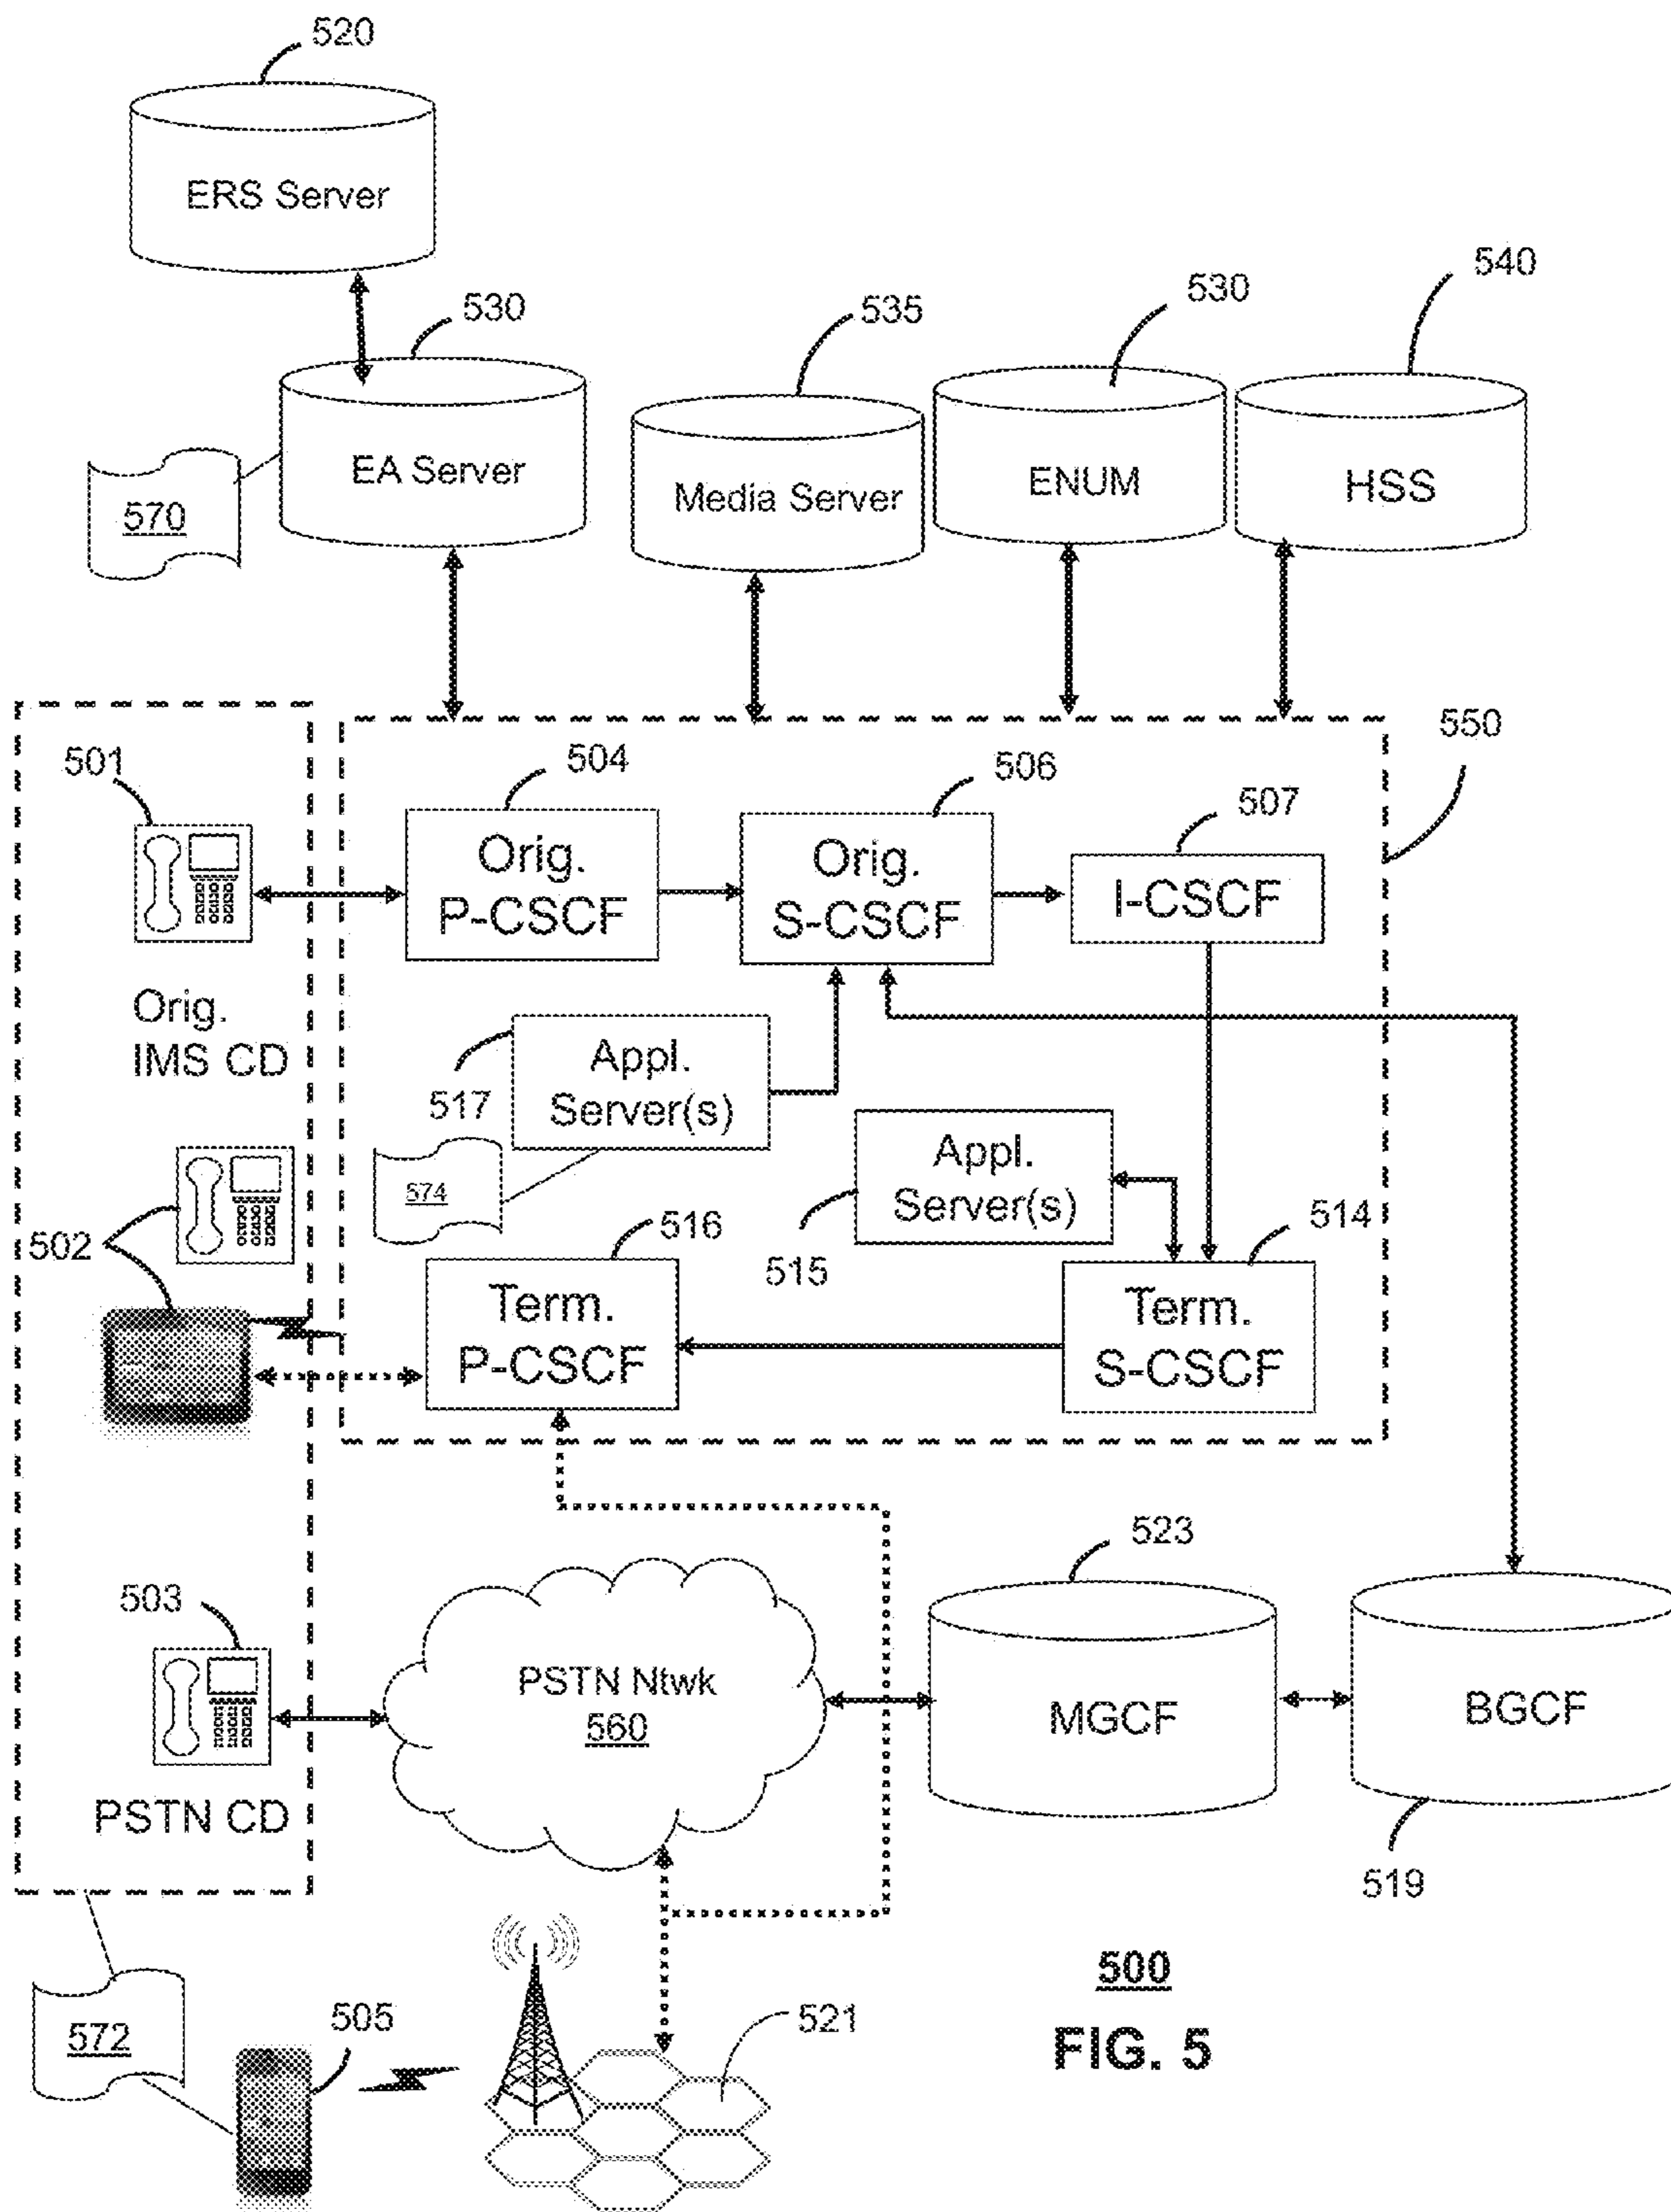 520
ERS Server
530
EA Server
570
535
Media Server
530
ENUM
540
HSS
550
501
504
Orig.
P-CSCF
506
Orig.
S-CSCF
507
I-CSCF
Orig.
IMS CD
517
Appl.
Server(s)
574
515
Appl.
Server(s)
502
516
Term.
P-CSCF
514
Term.
S-CSCF
503
PSTN CD
PSTN Ntwk
560
523
MGCF
BGCF
519
572
505
521
500
FIG. 5